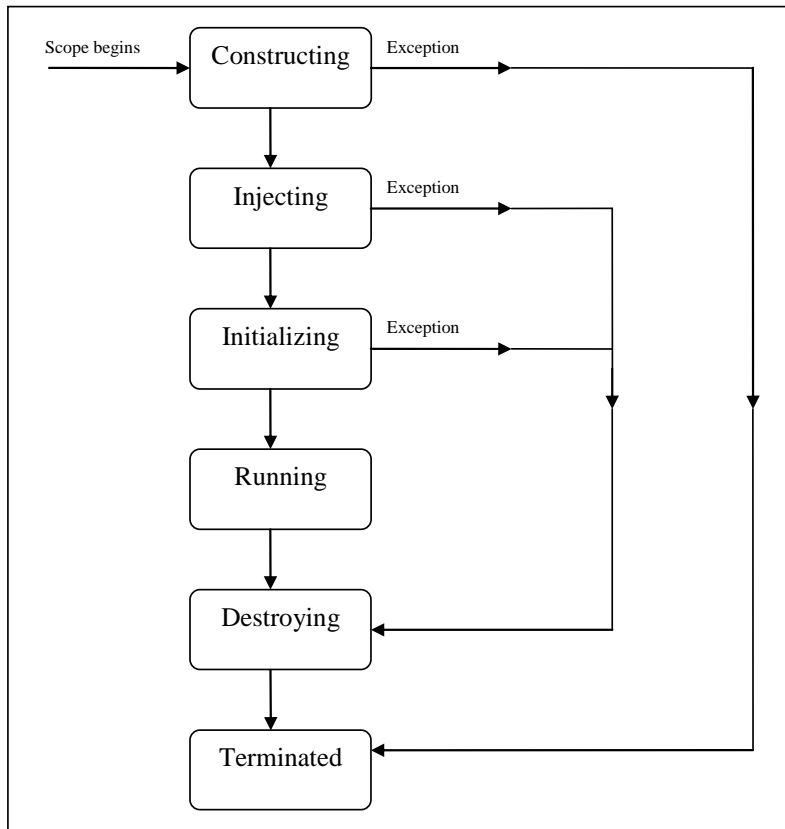 Scope begins
Constructing
Exception
Injecting
Exception
Initializing
Exception
Running
Destroying
Terminated